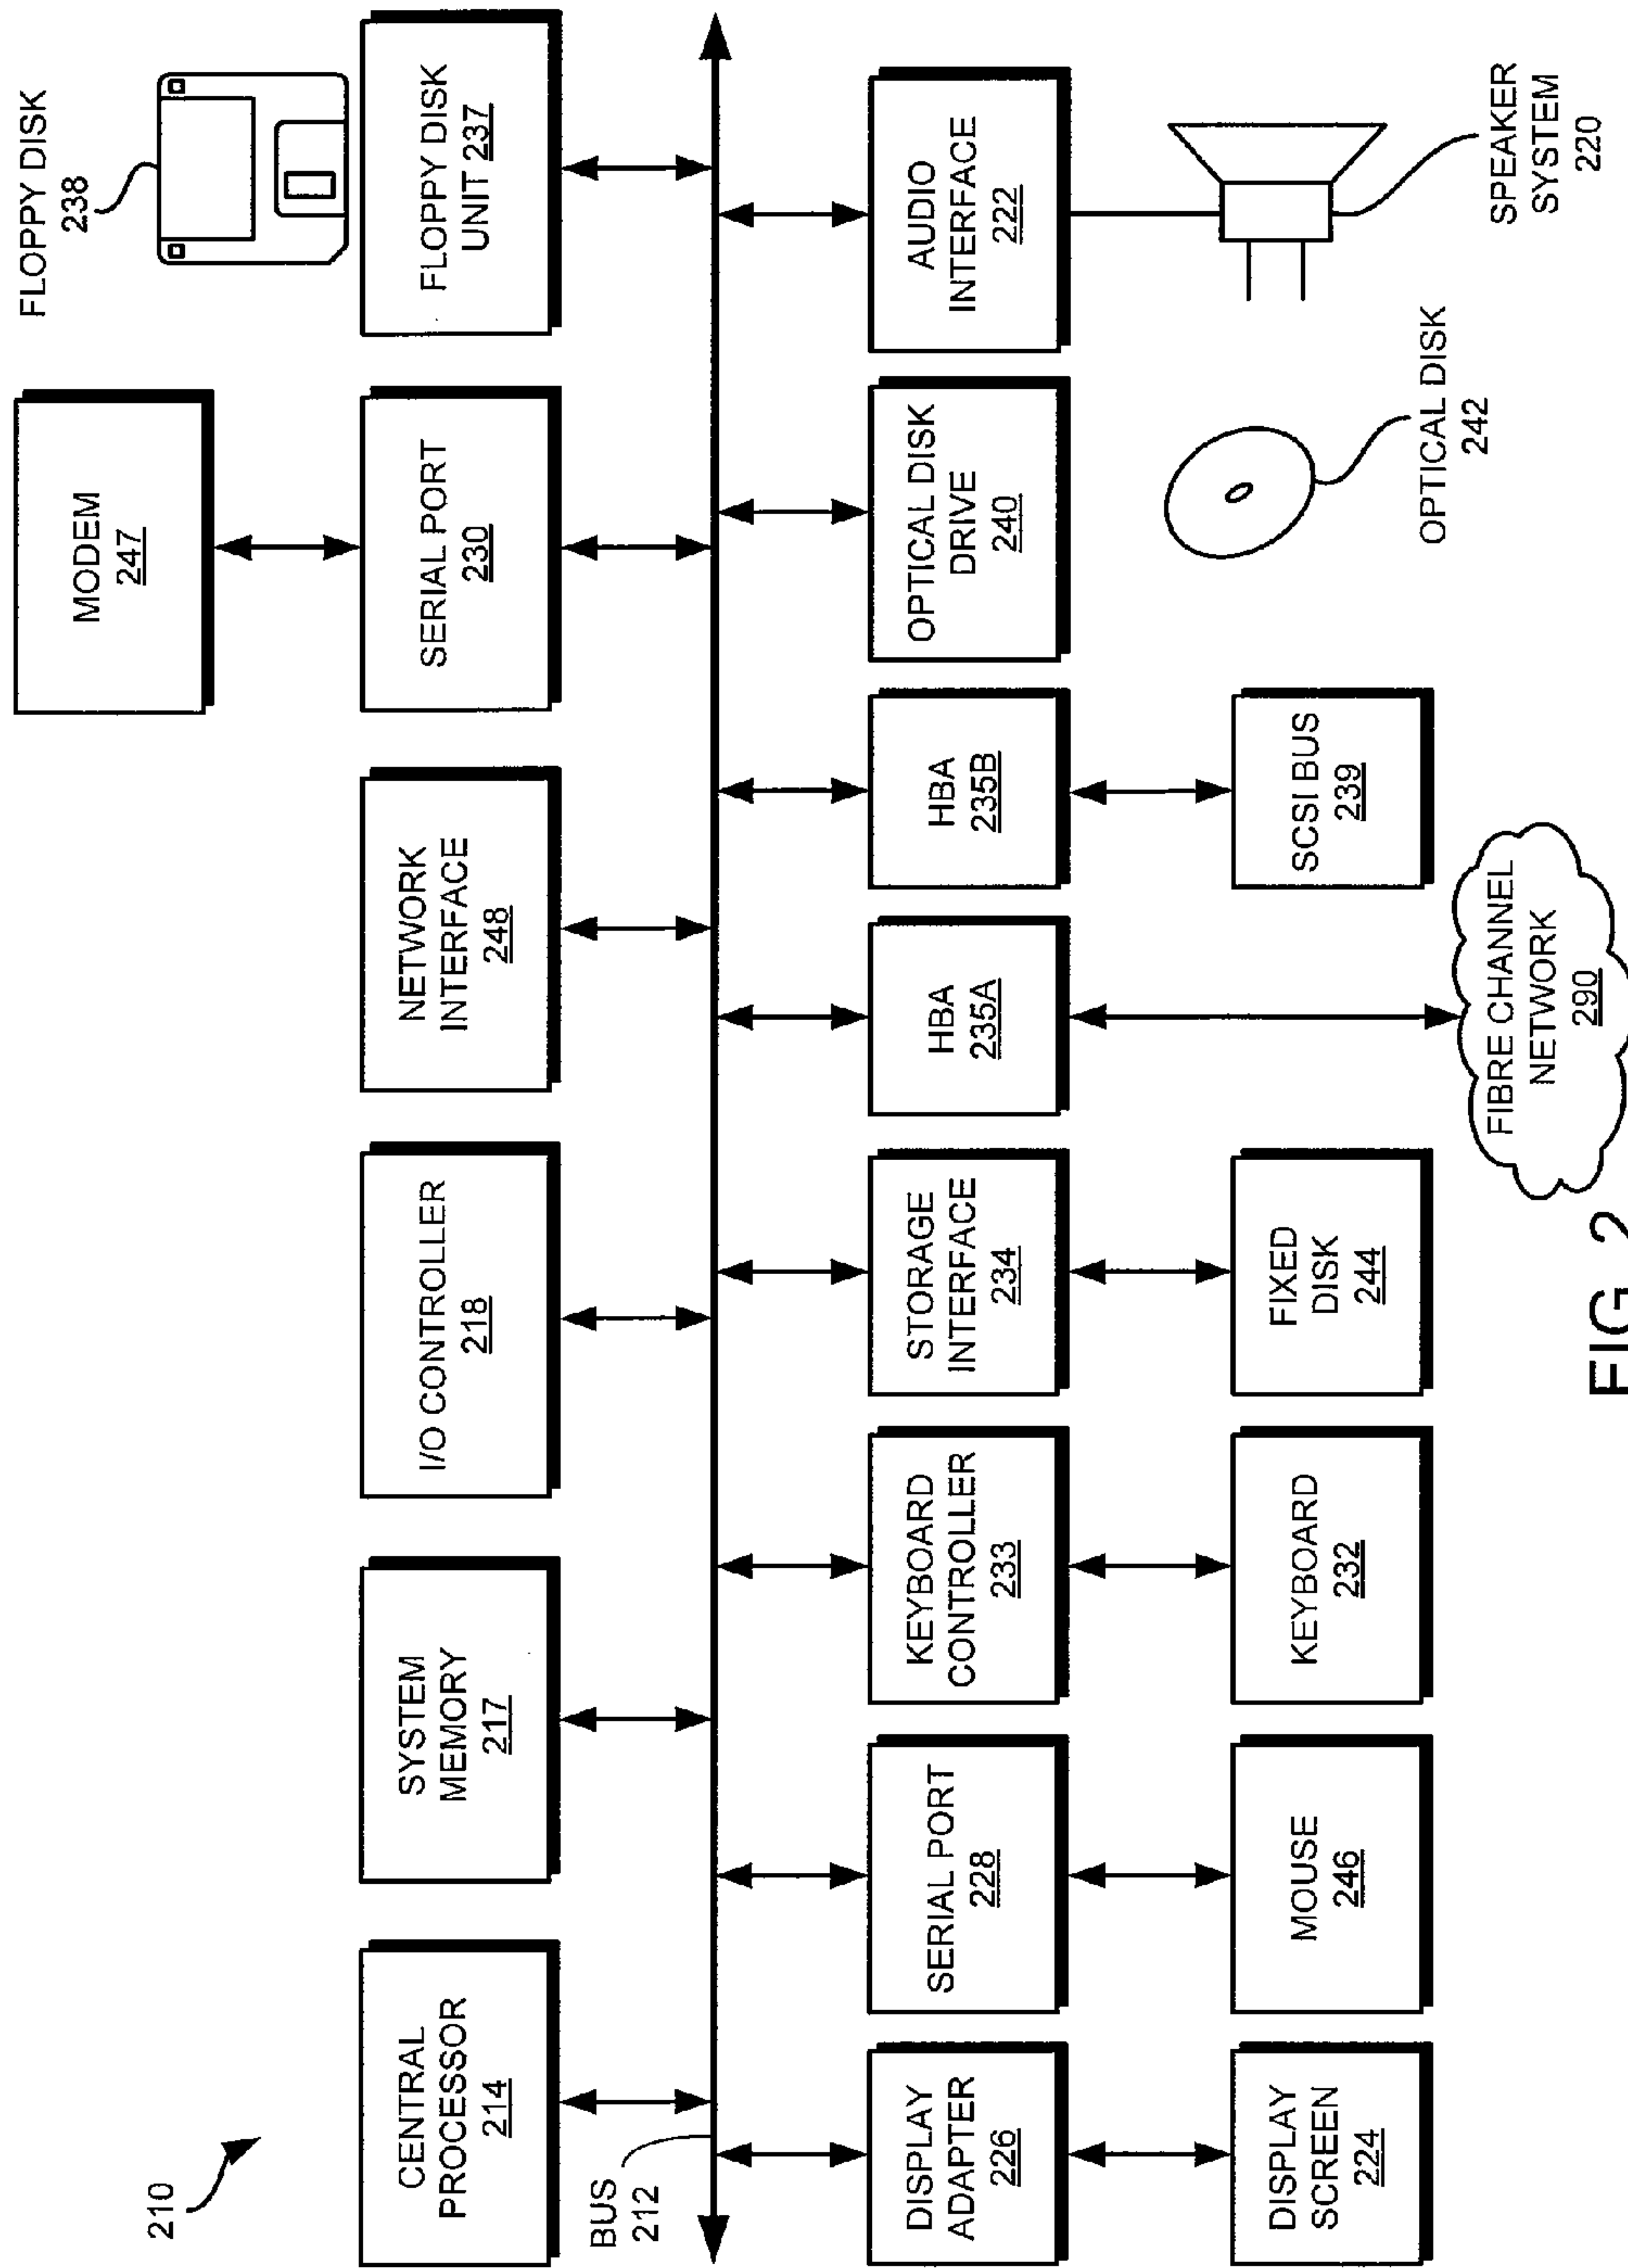 210
CENTRAL
PROCESSOR
214
SYSTEM
MEMORY
217
I/O CONTROLLER
218
NETWORK
INTERFACE
248
MODEM
247
SERIAL PORT
230
FLOPPY DISK
238
FLOPPY DISK
UNIT 237
BUS
212
DISPLAY
ADAPTER
226
SERIAL PORT
228
KEYBOARD
CONTROLLER
233
STORAGE
INTERFACE
234
HBA
235A
HBA
235B
OPTICAL DISK
DRIVE
240
AUDIO
INTERFACE
222
DISPLAY
SCREEN
224
MOUSE
246
KEYBOARD
232
FIXED
DISK
244
FIBRE CHANNEL
NETWORK
290
SCSI BUS
239
OPTICAL DISK
242
SPEAKER
SYSTEM
220
FIG. 2